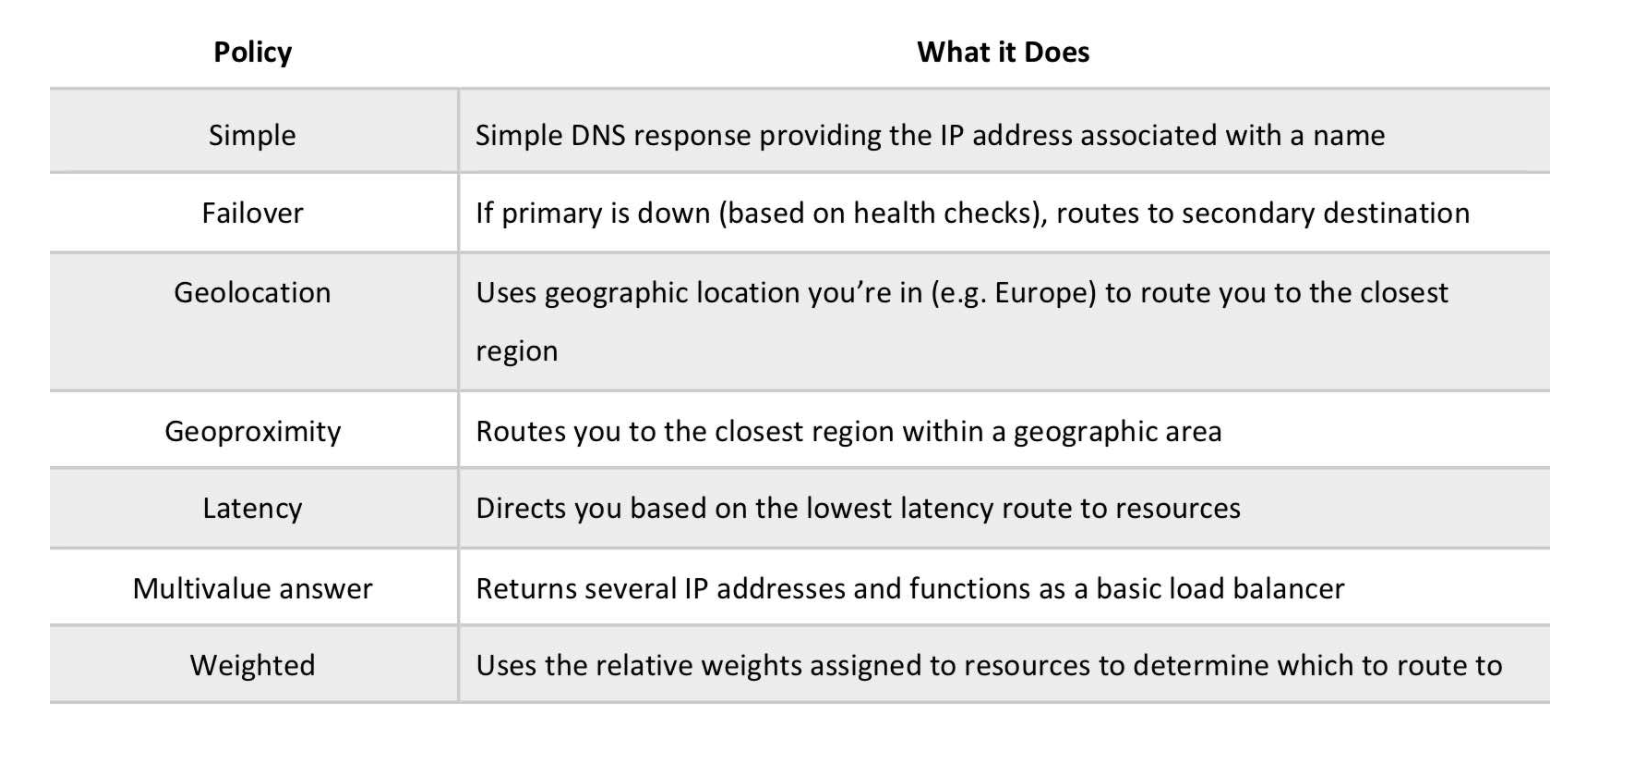 Policy What it Does
Simple Simple DNS response providing the IP address associated with a name
Failover If primary is down (based on health checks), routes to secondary destination
Geolocation Uses geographic location you’re in (e.g. Europe) to route you to the closest
region
Geoproximity Routes you to the closest region within a geographic area
Latency Directs you based on the lowest latency route to resources
Multivalue answer Returns several IP addresses and functions as a basic load balancer
Weighted Uses the relative weights assigned to resources to determine which to route to